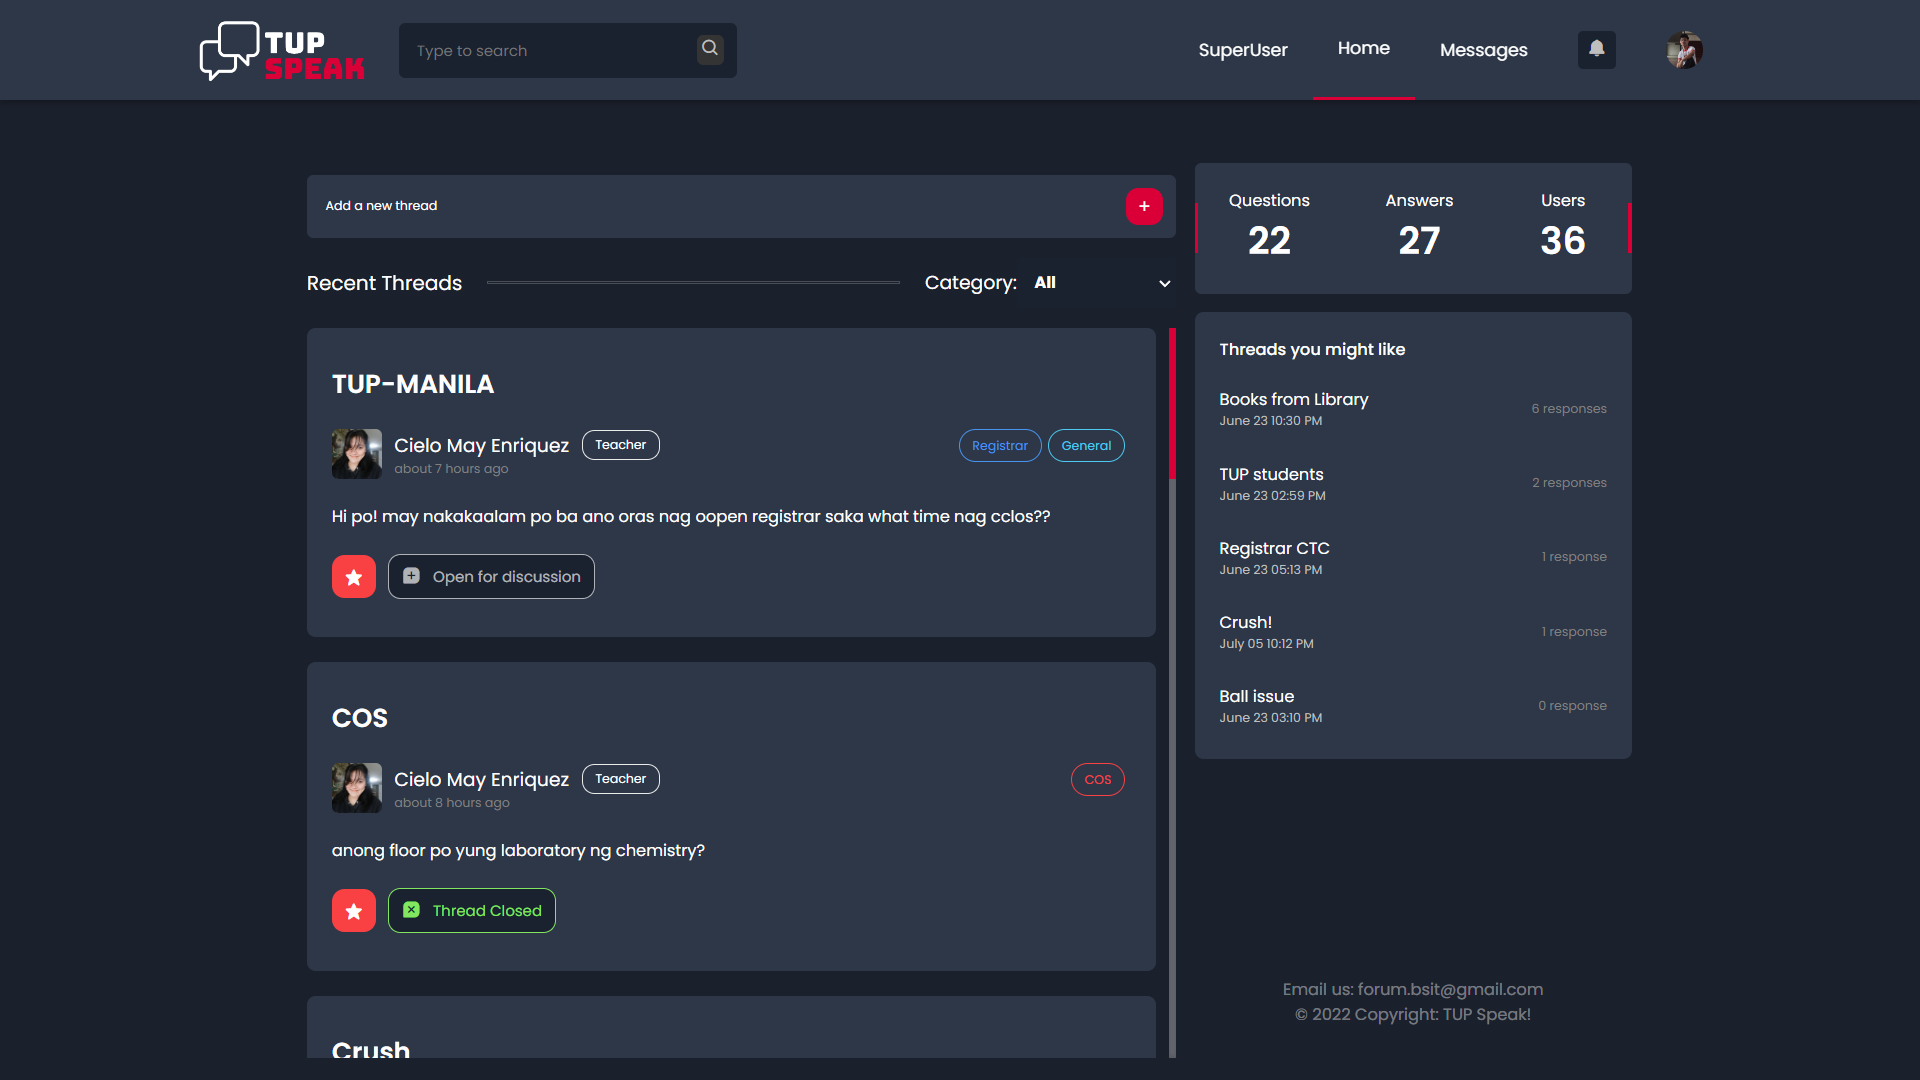 TUP
SPEAK
Type to search
SuperUser
Home
Messages
Add a new thread
+
Recent Threads
Category: All
TUP-MANILA
Cielo May Enriquez
Teacher
about 7 hours ago
Registrar
General
Hi po! may nakakaalam po ba ano oras nag oopen registrar saka what time nag cclos??
Open for discussion
COS
Cielo May Enriquez
Teacher
about 8 hours ago
COS
anong floor po yung laboratory ng chemistry?
Thread Closed
Crush
Questions
22
Answers
27
Users
36
Threads you might like
Books from Library
June 23 10:30 PM
6 responses
TUP students
June 23 02:59 PM
2 responses
Registrar CTC
June 23 05:13 PM
1 response
Crush!
July 05 10:12 PM
1 response
Ball issue
June 23 03:10 PM
0 response
Email us: forum.bsit@gmail.com
© 2022 Copyright: TUP Speak!